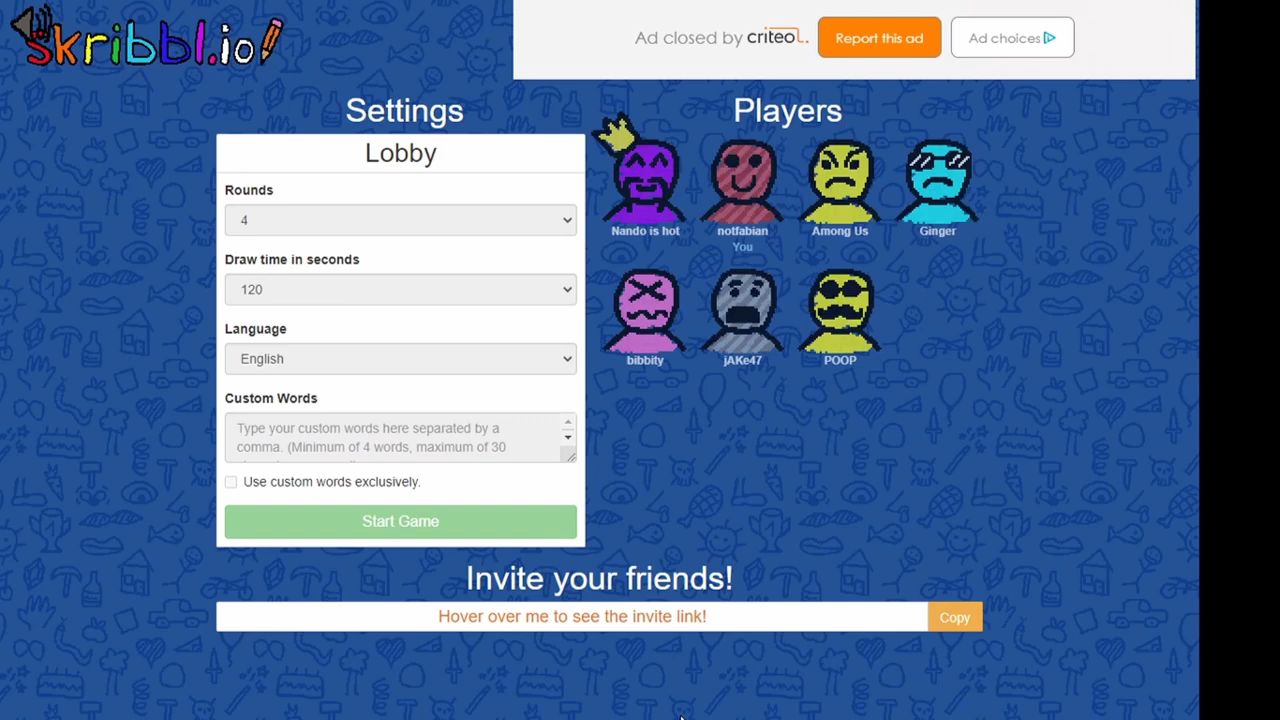 skribbl.io
Ad closed by criteo.
Report this ad
Ad choices
Settings
Players
Lobby
Rounds
4
Draw time in seconds
120
Language
English
Custom Words
Type your custom words here separated by a
comma. (Minimum of 4 words, maximum of 30
Use custom words exclusively.
Start Game
Nando is hot
notfabian
You
Among Us
Ginger
bibbity
jAKe47
POOP
Invite your friends!
Hover over me to see the invite link!
Copy